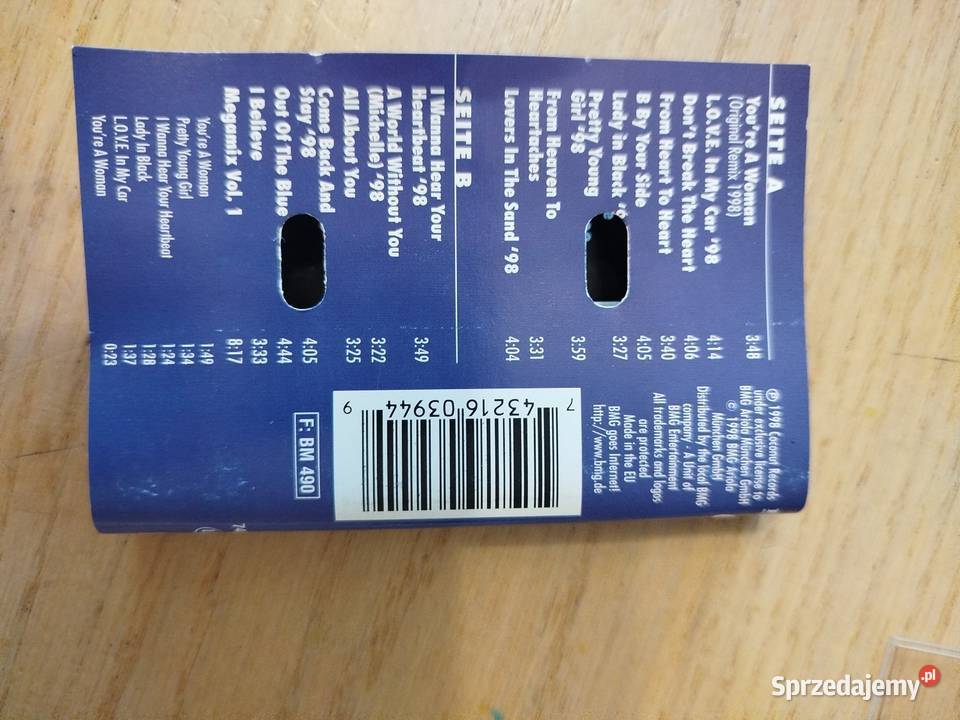 SEITE A
You're A Woman 3:48
(Original Remix 1998)
L.O.V.E. In My Car '98 4:14
Don't Break The Heart 4:06
From Heart To Heart 3:40
B By Your Side 4:05
Lady in Black '9 3:27
Pretty Young
Girl '98 3:59
From Heaven To
Heartaches 3:31
Lovers In The Sand '98 4:04
SEITE B
I Wanna Hear Your
Heartbeat '98 3:49
A World Without You
(Michelle) '98 3:22
All About You 3:25
Come Back And
Stay '98 4:05
Out Of The Blue 4:44
I Believe 3:33
Megamix Vol. 1 8:17
You're A Woman 1:49
Pretty Young Girl 1:34
I Wanna Hear Your Heartbeat 1:24
Lady In Black 1:28
L.O.V.E. In My Car 1:37
You're A Woman 0:23
℗ 1998 Coconut Records
under exclusive license to
BMG Ariola München GmbH
© 1998 BMG Ariola
München GmbH
Distributed by the local BMG
company · A Unit of
BMG Entertainment
All trademarks and logos
are protected
Made in the EU
BMG goes Internet!
http://www.bmg.de
7 43216 03944 9
F: BM 490
Sprzedajemy.pl